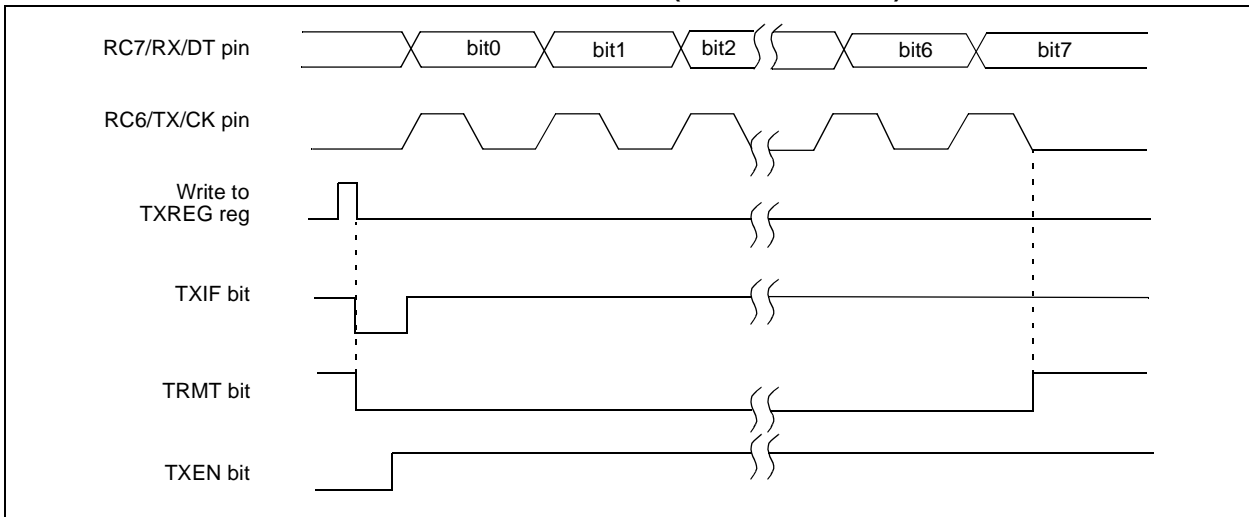 RC7/RX/DT pin
bit0
bit1
bit2
bit6
bit7
RC6/TX/CK pin
Write to
TXREG reg
TXIF bit
TRMT bit
TXEN bit